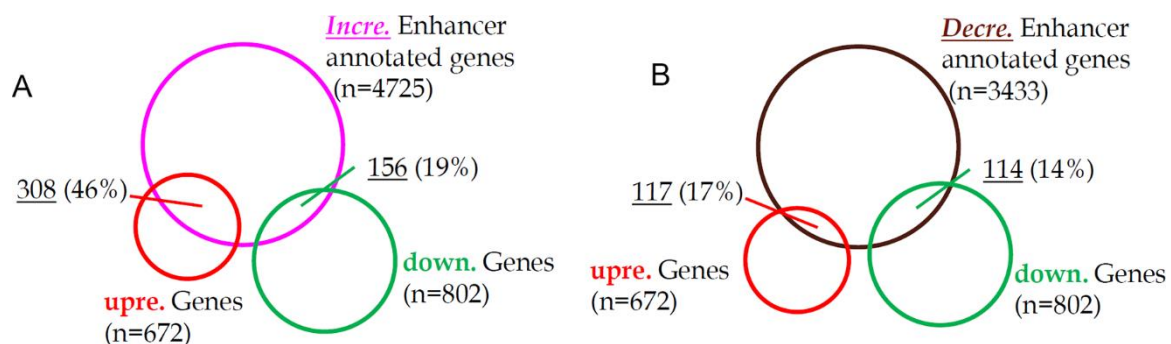 A
Incre. Enhancer
annotated genes
(n=4725)
308 (46%)
156 (19%)
upre. Genes
(n=672)
down. Genes
(n=802)
B
Decre. Enhancer
annotated genes
(n=3433)
117 (17%)
114 (14%)
upre. Genes
(n=672)
down. Genes
(n=802)